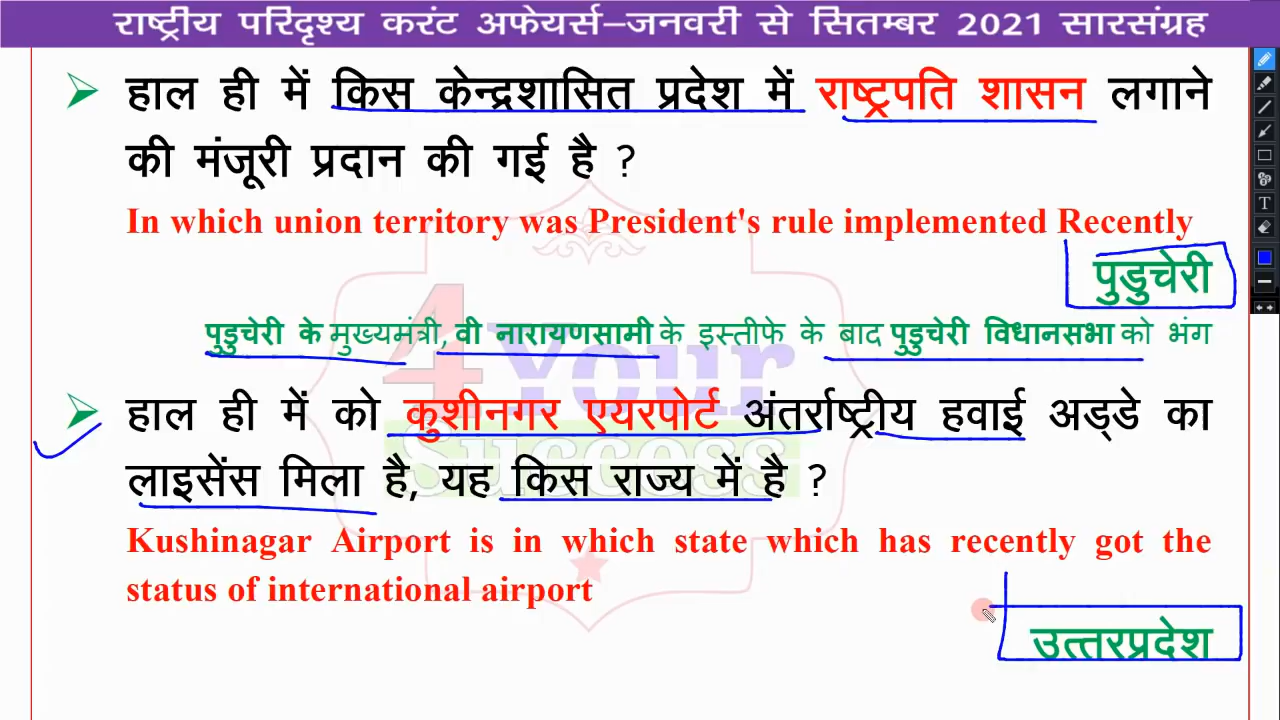 राष्ट्रीय परिदृश्य करंट अफेयर्स–जनवरी से सितम्बर 2021 सारसंग्रह
हाल ही में किस केन्द्रशासित प्रदेश में राष्ट्रपति शासन लगाने
की मंजूरी प्रदान की गई है ?
In which union territory was President's rule implemented Recently
पुडुचेरी
पुडुचेरी के मुख्यमंत्री, वी नारायणसामी के इस्तीफे के बाद पुडुचेरी विधानसभा को भंग
हाल ही में को कुशीनगर एयरपोर्ट अंतर्राष्ट्रीय हवाई अड्डे का
लाइसेंस मिला है, यह किस राज्य में है ?
Kushinagar Airport is in which state which has recently got the
status of international airport
उत्तरप्रदेश
4Your
Success